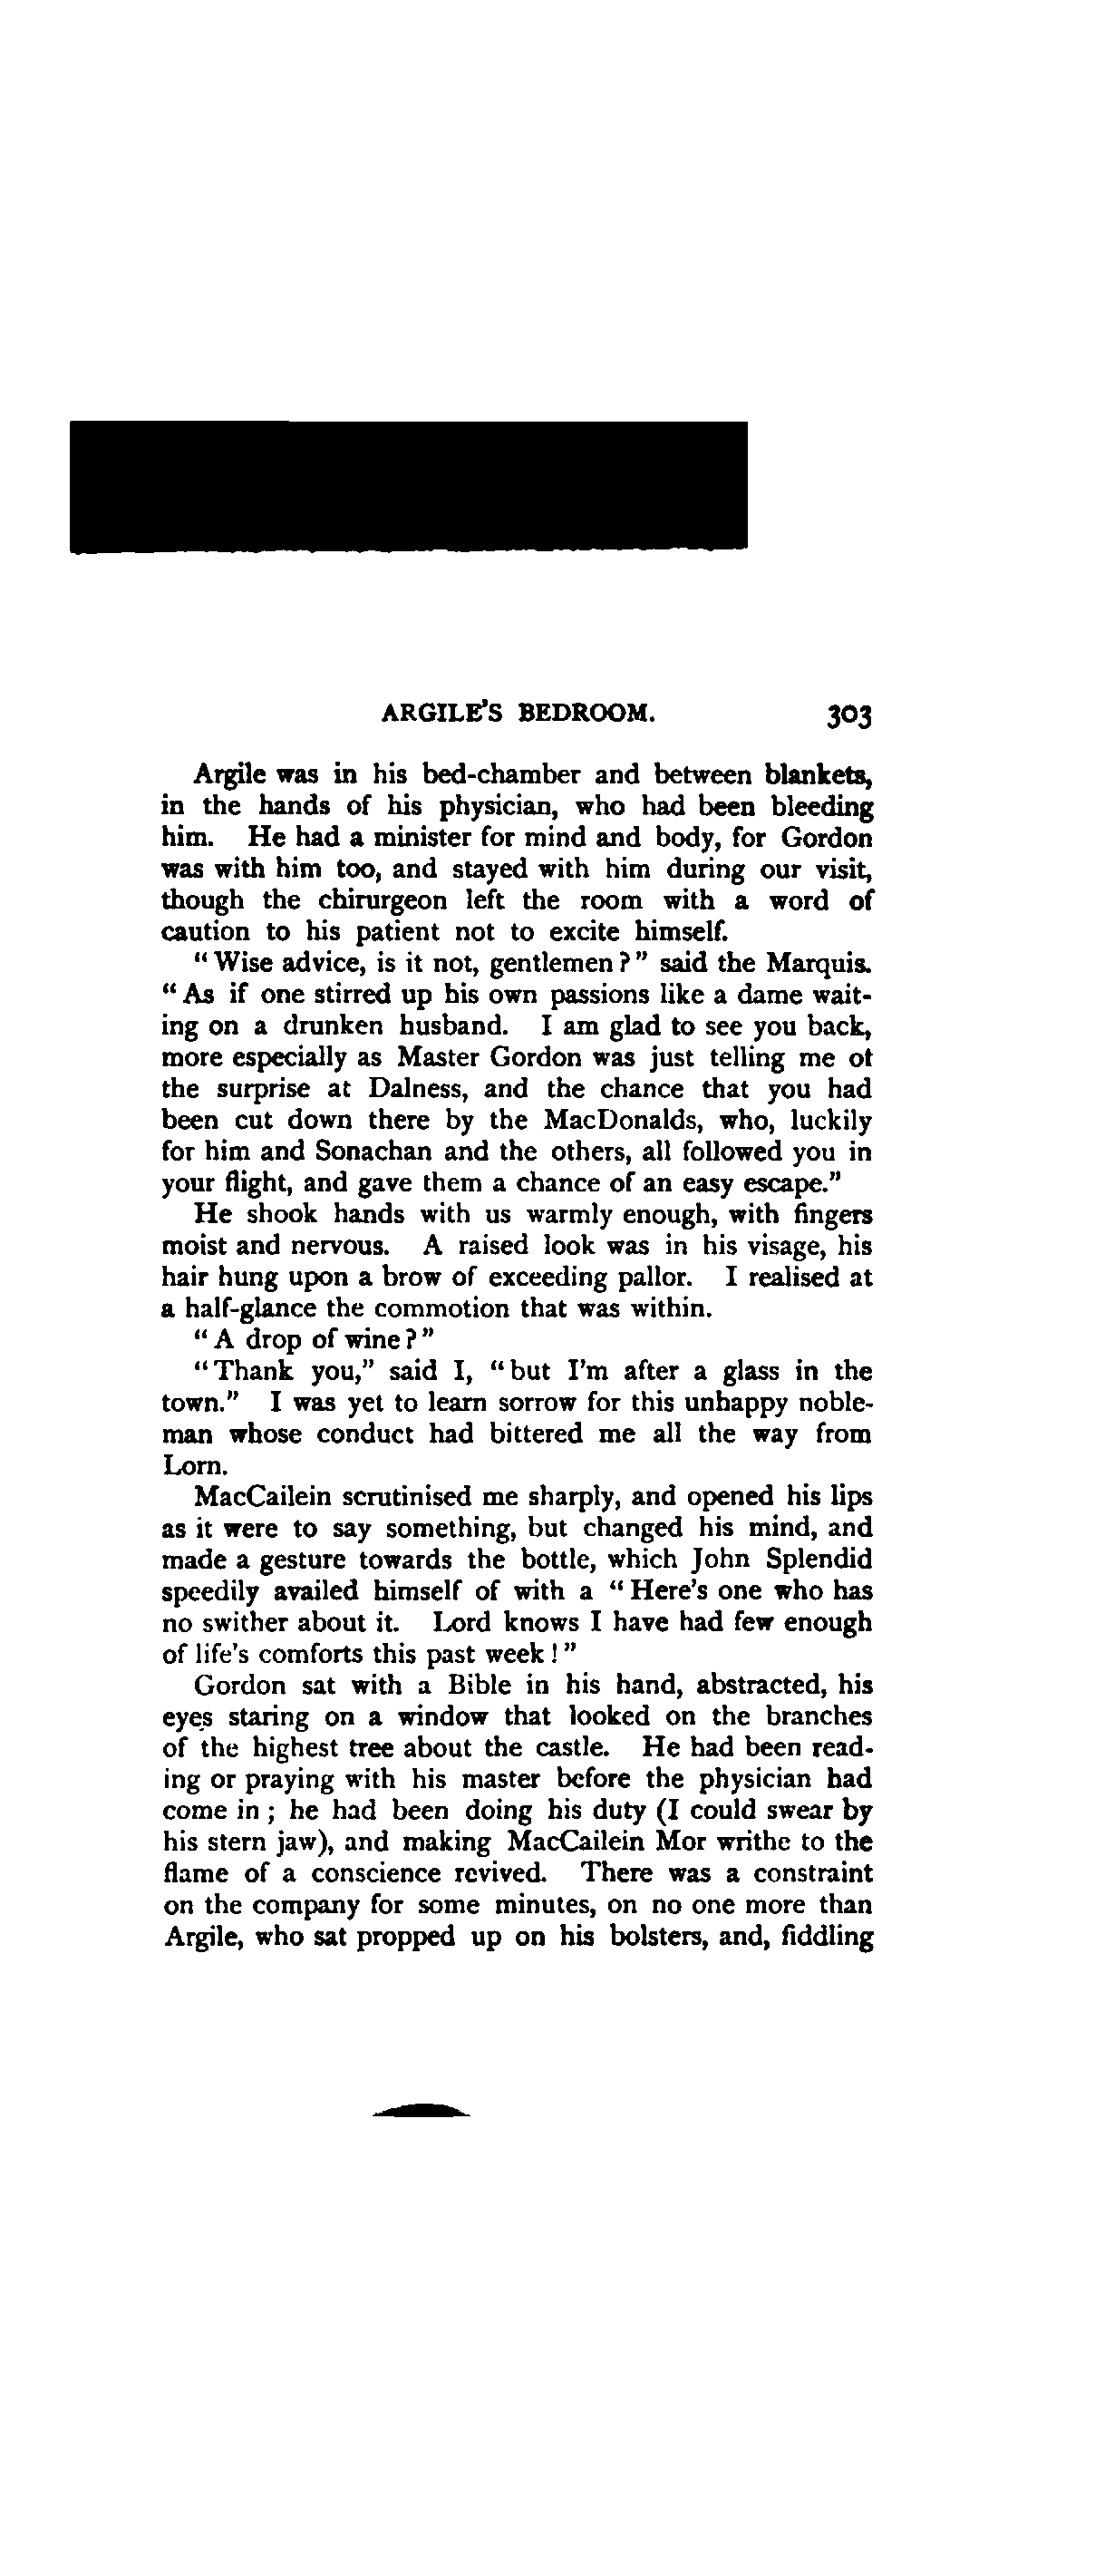 ARGILE'S BEDROOM. 303
Argile was in his bed-chamber and between blankets,
in the hands of his physician, who had been bleeding
him. He had a minister for mind and body, for Gordon
was with him too, and stayed with him during our visit,
though the chirurgeon left the room with a word of
caution to his patient not to excite himself.
"Wise advice, is it not, gentlemen?" said the Marquis.
"As if one stirred up his own passions like a dame wait-
ing on a drunken husband. I am glad to see you back,
more especially as Master Gordon was just telling me ot
the surprise at Dalness, and the chance that you had
been cut down there by the MacDonalds, who, luckily
for him and Sonachan and the others, all followed you in
your flight, and gave them a chance of an easy escape."
He shook hands with us warmly enough, with fingers
moist and nervous. A raised look was in his visage, his
hair hung upon a brow of exceeding pallor. I realised at
a half-glance the commotion that was within.
"A drop of wine?"
"Thank you," said I, "but I'm after a glass in the
town." I was yet to learn sorrow for this unhappy noble-
man whose conduct had bittered me all the way from
Lorn.
MacCailein scrutinised me sharply, and opened his lips
as it were to say something, but changed his mind, and
made a gesture towards the bottle, which John Splendid
speedily availed himself of with a "Here's one who has
no swither about it. Lord knows I have had few enough
of life's comforts this past week!"
Gordon sat with a Bible in his hand, abstracted, his
eyes staring on a window that looked on the branches
of the highest tree about the castle. He had been read-
ing or praying with his master before the physician had
come in; he had been doing his duty (I could swear by
his stern jaw), and making MacCailein Mor writhe to the
flame of a conscience revived. There was a constraint
on the company for some minutes, on no one more than
Argile, who sat propped up on his bolsters, and, fiddling